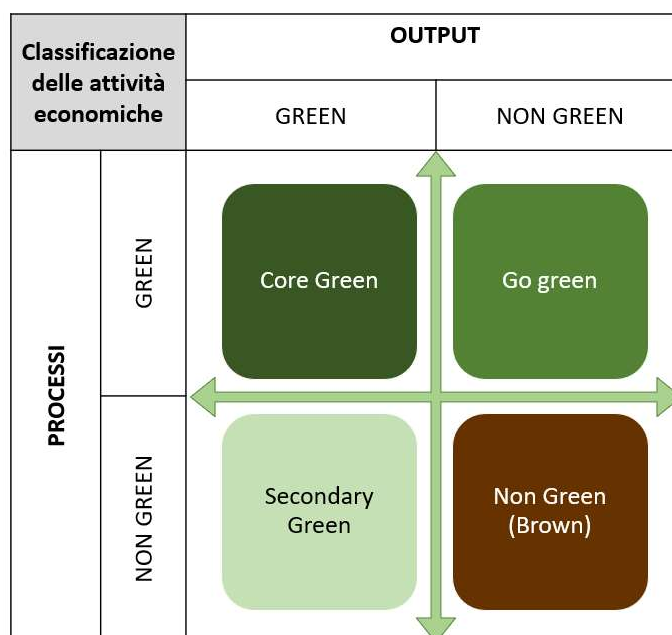 Classificazione
delle attività
economiche
OUTPUT
GREEN
NON GREEN
PROCESSI
GREEN
Core Green
Go green
NON GREEN
Secondary
Green
Non Green
(Brown)